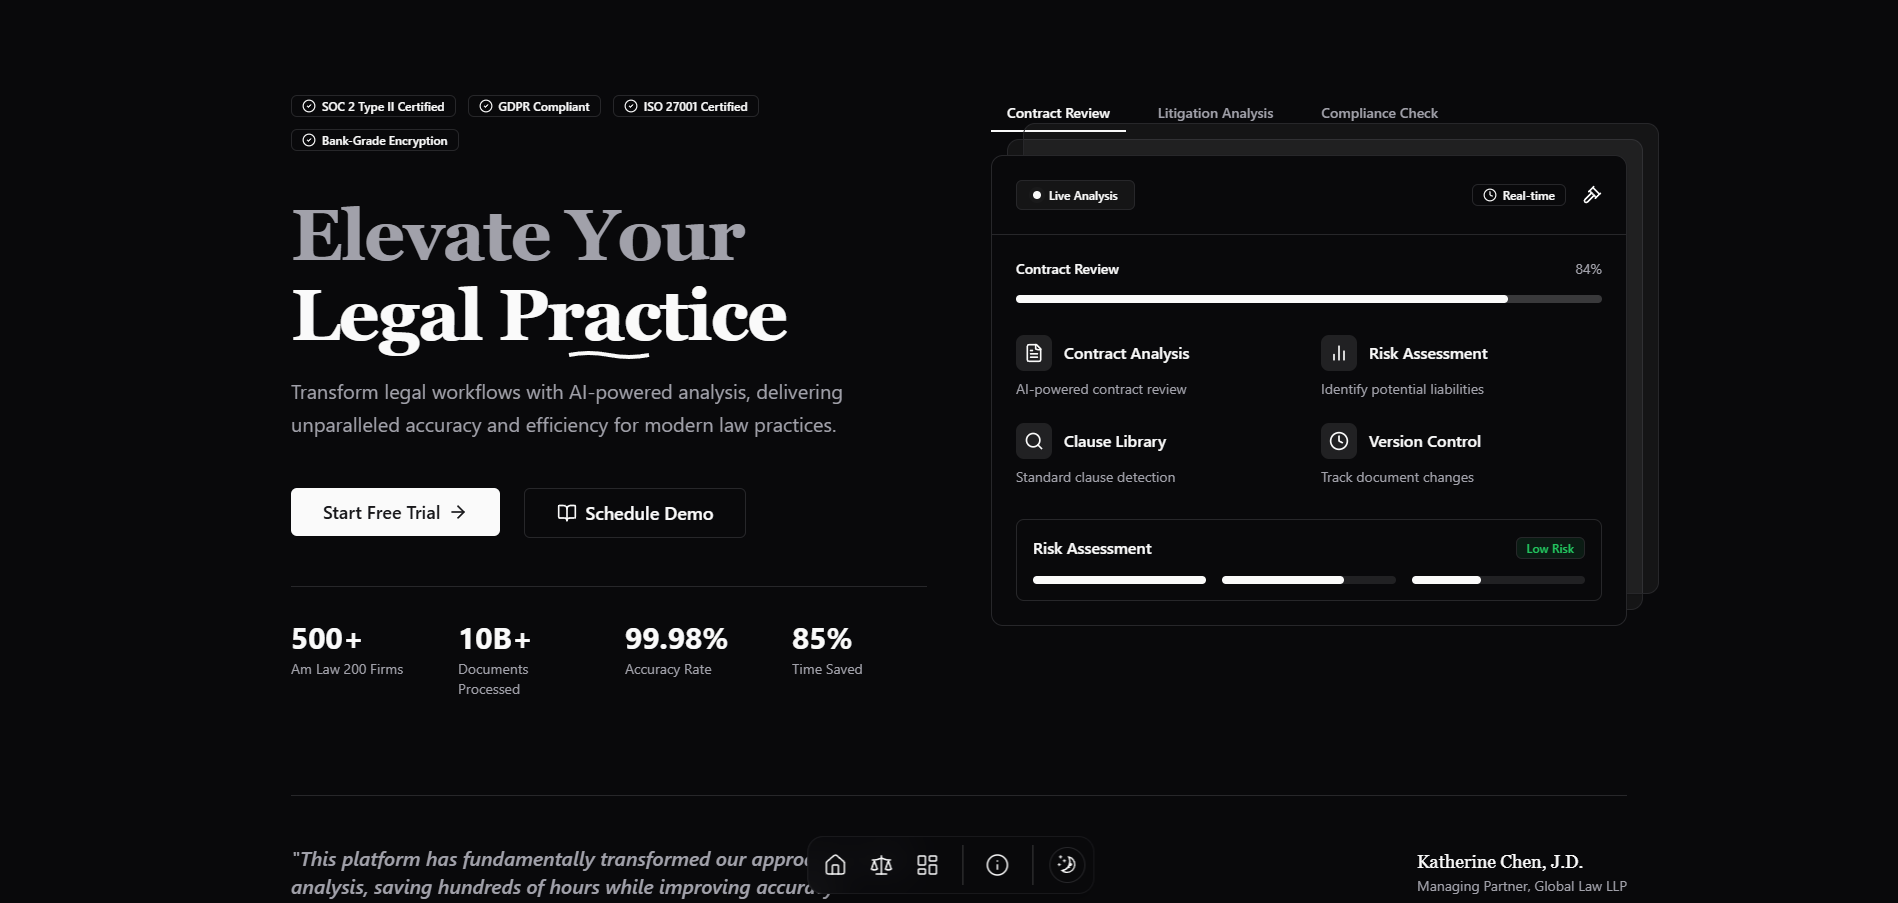 SOC 2 Type II Certified
GDPR Compliant
ISO 27001 Certified
Bank-Grade Encryption
Elevate Your
Legal Practice
Transform legal workflows with AI-powered analysis, delivering
unparalleled accuracy and efficiency for modern law practices.
Start Free Trial
Schedule Demo
500+
Am Law 200 Firms
10B+
Documents
Processed
99.98%
Accuracy Rate
85%
Time Saved
Contract Review
Litigation Analysis
Compliance Check
Live Analysis
Real-time
Contract Review
84%
Contract Analysis
AI-powered contract review
Risk Assessment
Identify potential liabilities
Clause Library
Standard clause detection
Version Control
Track document changes
Risk Assessment
Low Risk
"This platform has fundamentally transformed our
analysis, saving hundreds of hours while improving
Katherine Chen, J.D.
Managing Partner, Global Law LLP